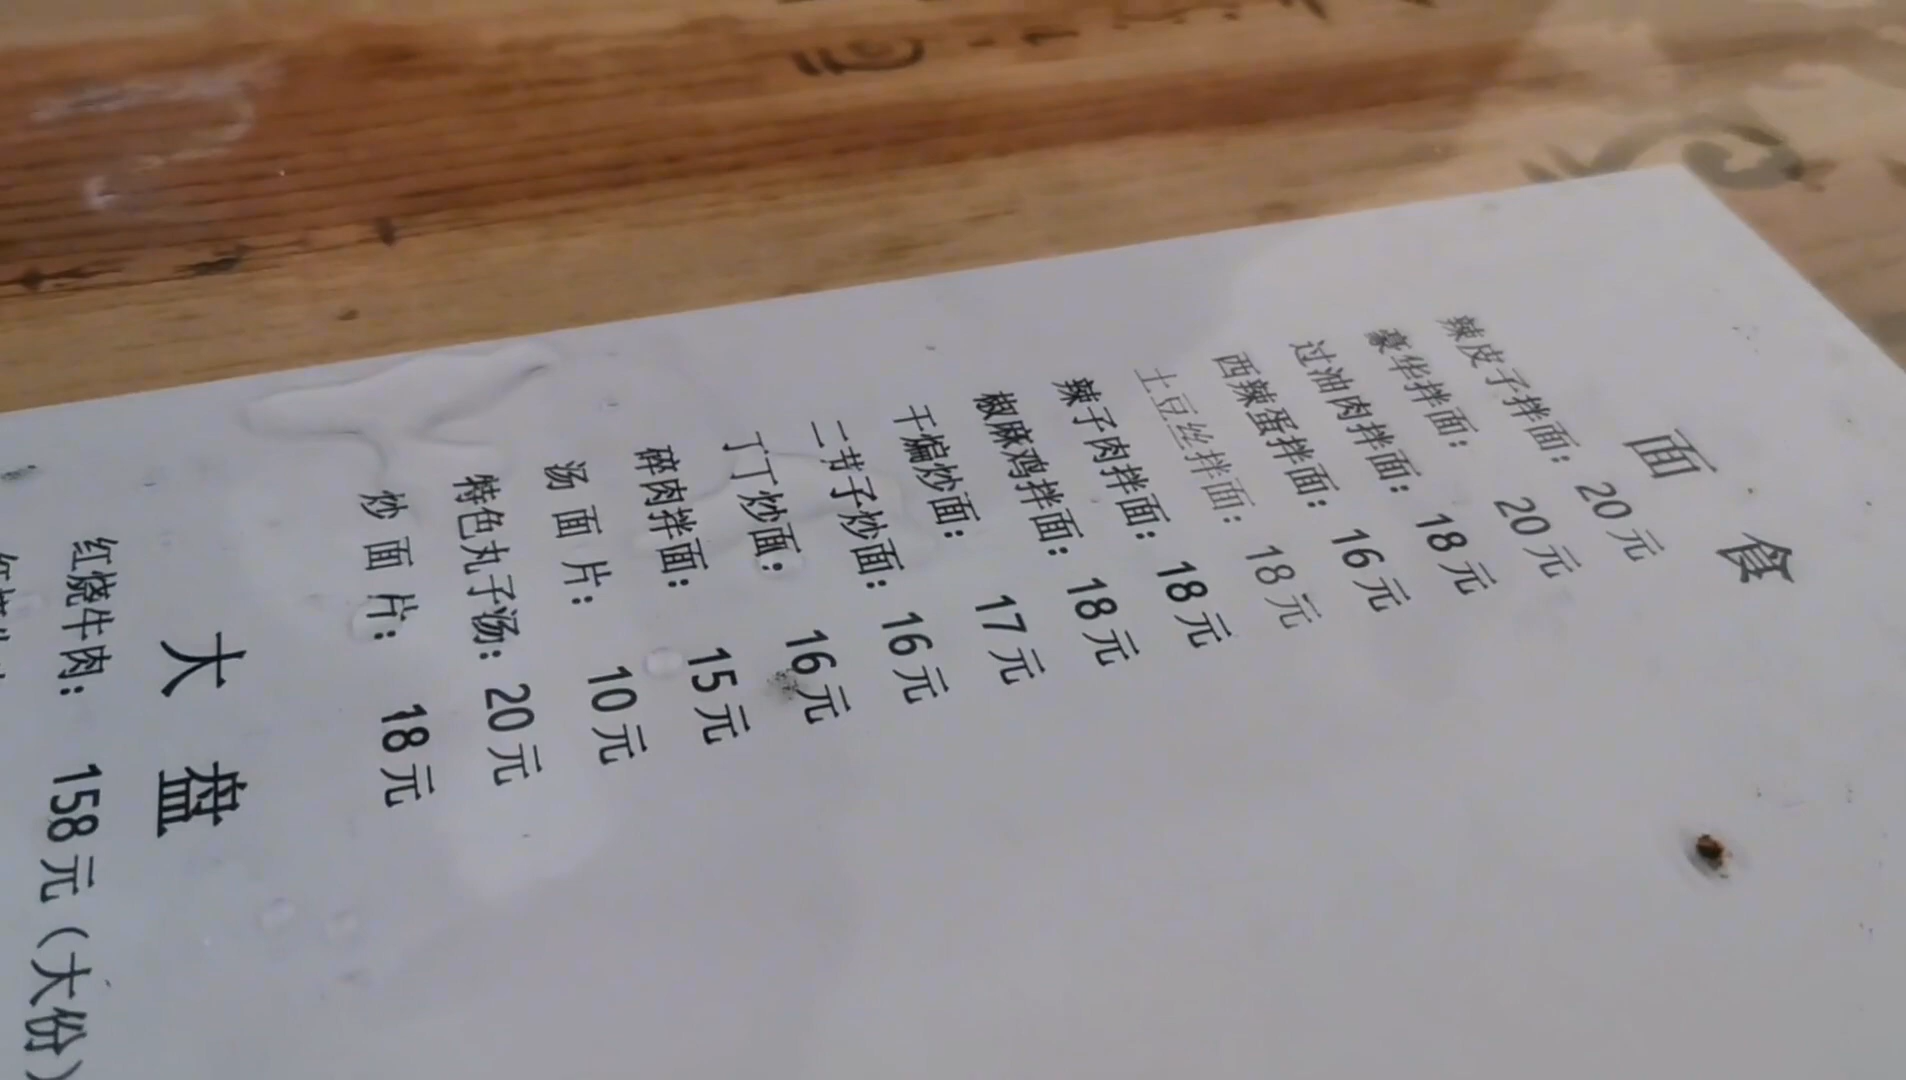 面食
辣皮子拌面：20元
豪华拌面：20元
过油肉拌面：18元
西辣蛋拌面：16元
土豆丝拌面：18元
辣子肉拌面：18元
椒麻鸡拌面：18元
干煸炒面：17元
二节子炒面：16元
丁丁炒面：16元
碎肉拌面：15元
汤面片：10元
特色丸子汤：20元
炒面片：18元
大盘
红烧牛肉：158元（大份）